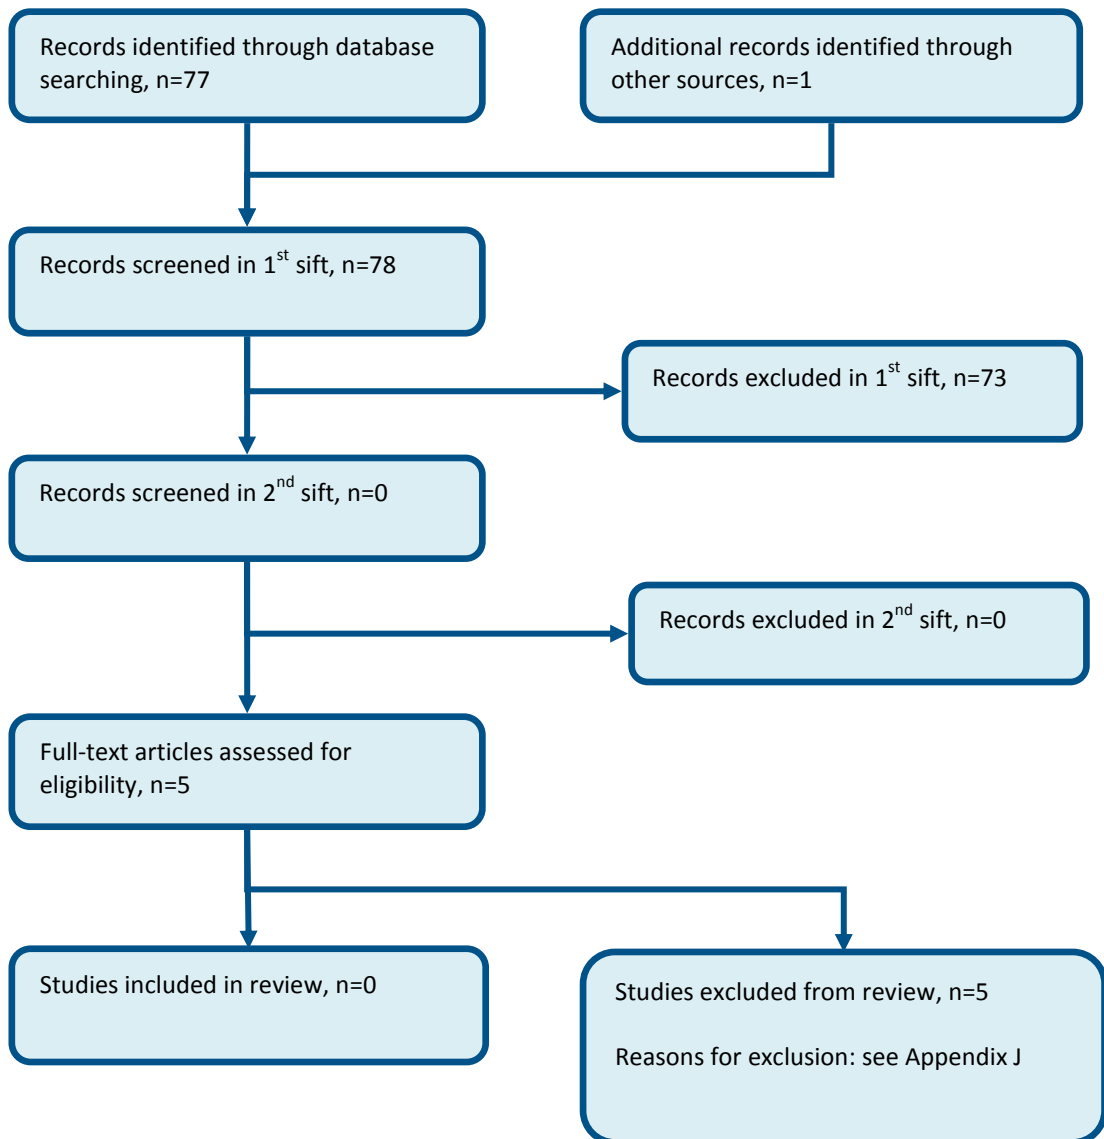 Records identified through database
searching, n=77
Additional records identified through
other sources, n=1
Records screened in 1st sift, n=78
Records excluded in 1st sift, n=73
Records screened in 2nd sift, n=0
Records excluded in 2nd sift, n=0
Full-text articles assessed for
eligibility, n=5
Studies included in review, n=0
Studies excluded from review, n=5
Reasons for exclusion: see Appendix J